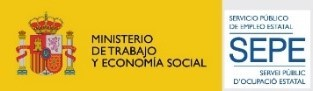 MINISTERIO
DE TRABAJO
Y ECONOMÍA SOCIAL
SERVICIO PÚBLICO
DE EMPLEO ESTATAL
SEPE
SERVEI PÚBLIC
D'OCUPACIÓ ESTATAL